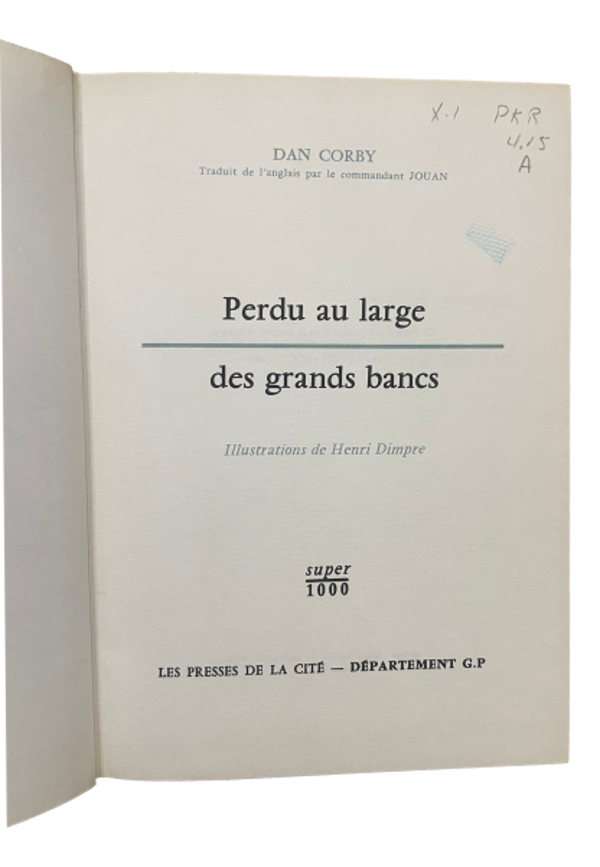 X.1 PKR
4.15
A
DAN CORBY
Traduit de l'anglais par le commandant JOUAN
Perdu au large
des grands bancs
Illustrations de Henri Dimpre
super
1000
LES PRESSES DE LA CITÉ — DÉPARTEMENT G.P